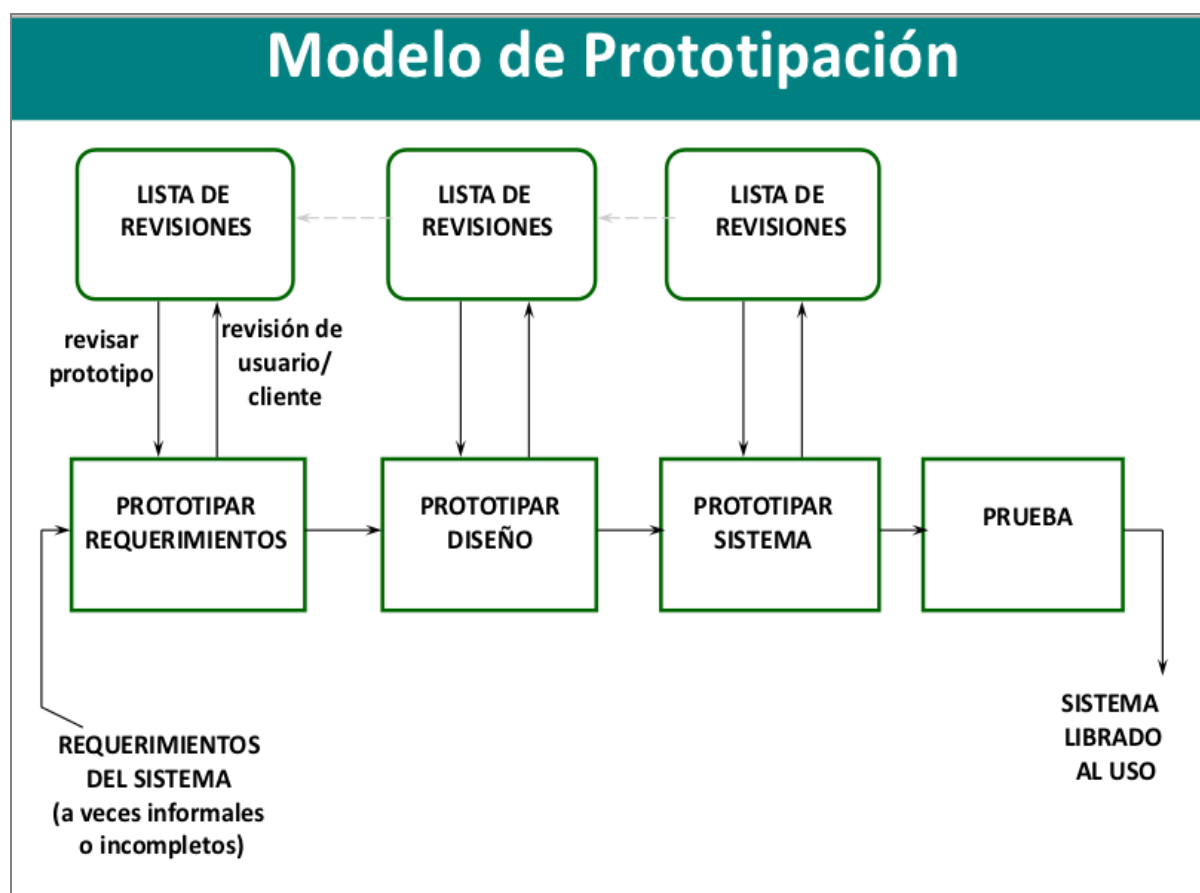 Modelo de Prototipación
LISTA DE
REVISIONES
LISTA DE
REVISIONES
LISTA DE
REVISIONES
revisar
prototipo
revisión de
usuario/
cliente
PROTOTIPAR
REQUERIMIENTOS
PROTOTIPAR
DISEÑO
PROTOTIPAR
SISTEMA
PRUEBA
REQUERIMIENTOS
DEL SISTEMA
(a veces informales
o incompletos)
SISTEMA
LIBRADO
AL USO